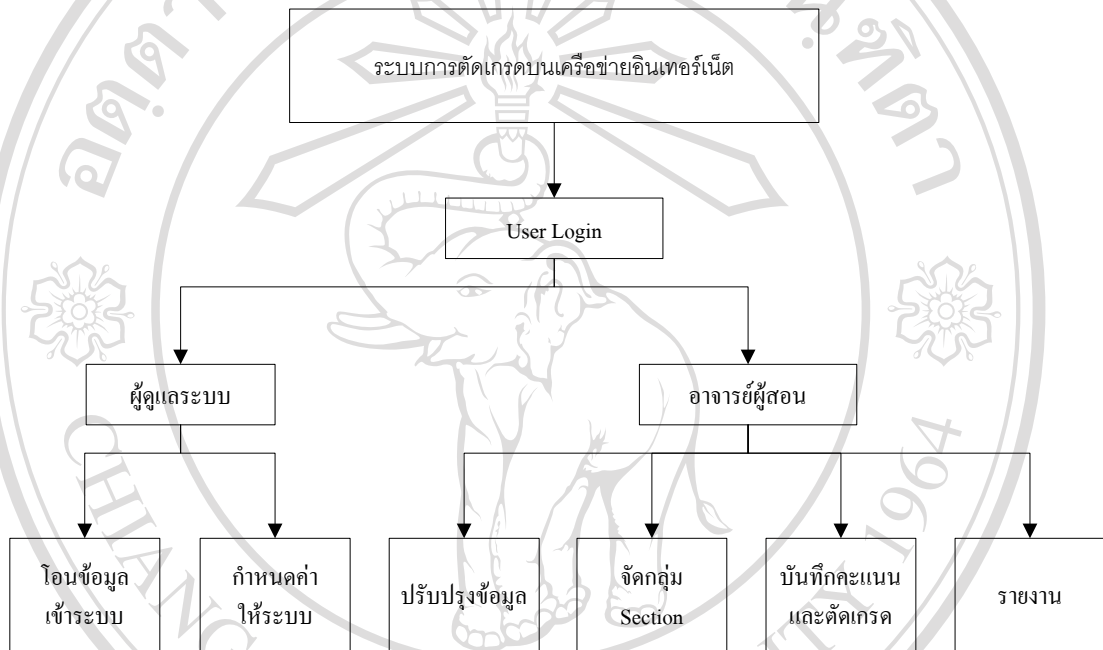 ระบบการตัดเกรดบนเครือข่ายอินเทอร์เน็ต
User Login
ผู้ดูแลระบบ
อาจารย์ผู้สอน
โอนข้อมูล
เข้าระบบ
กำหนดค่า
ให้ระบบ
ปรับปรุงข้อมูล
จัดกลุ่ม
Section
บันทึกคะแนน
และตัดเกรด
รายงาน
CHIANG
TY 1964